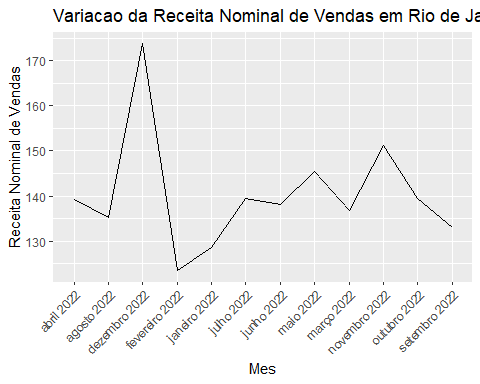 Variacao da Receita Nominal de Vendas em Rio de Ja
Receita Nominal de Vendas
170
160
150
140
130
abril 2022
agosto 2022
dezembro 2022
fevereiro 2022
janeiro 2022
julho 2022
junho 2022
maio 2022
março 2022
novembro 2022
outubro 2022
setembro 2022
Mes